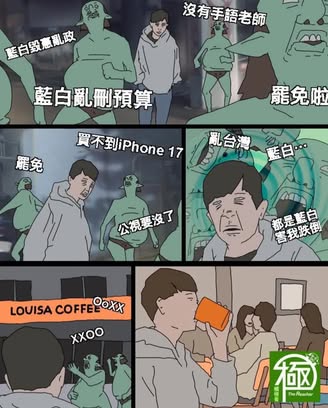 藍白毀憲亂政
沒有手語老師
藍白亂刪預算
罷免啦
買不到iPhone 17
罷免
公視要沒了
亂台灣
藍白…
都是藍白
害我跌倒
LOUISA COFFEE
OoXX
XXOO
極
The Reactor